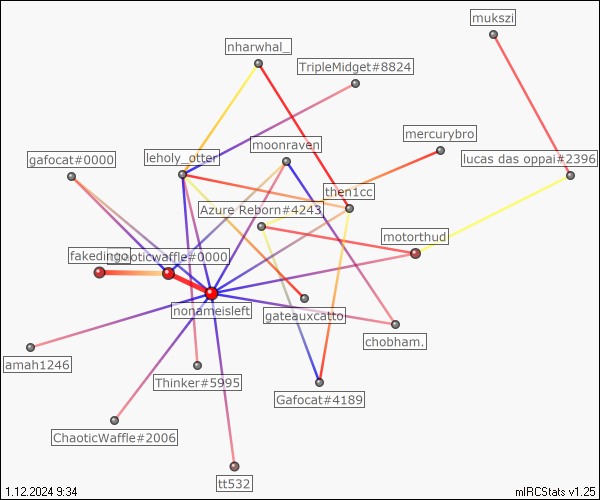 mukszi
nharwhal_
TripleMidget#8824
mercurybro
moonraven
gafocat#0000
leholy_otter
lucas das oppai#2396
then1cc
Azure Reborn#4243
motorthud
fakedingo
chaoticwaffle#0000
nonameisleft
gateauxcatto
chobham.
amah1246
Thinker#5995
Gafocat#4189
ChaoticWaffle#2006
tt532
1.12.2024 9:34
mIRCStats v1.25